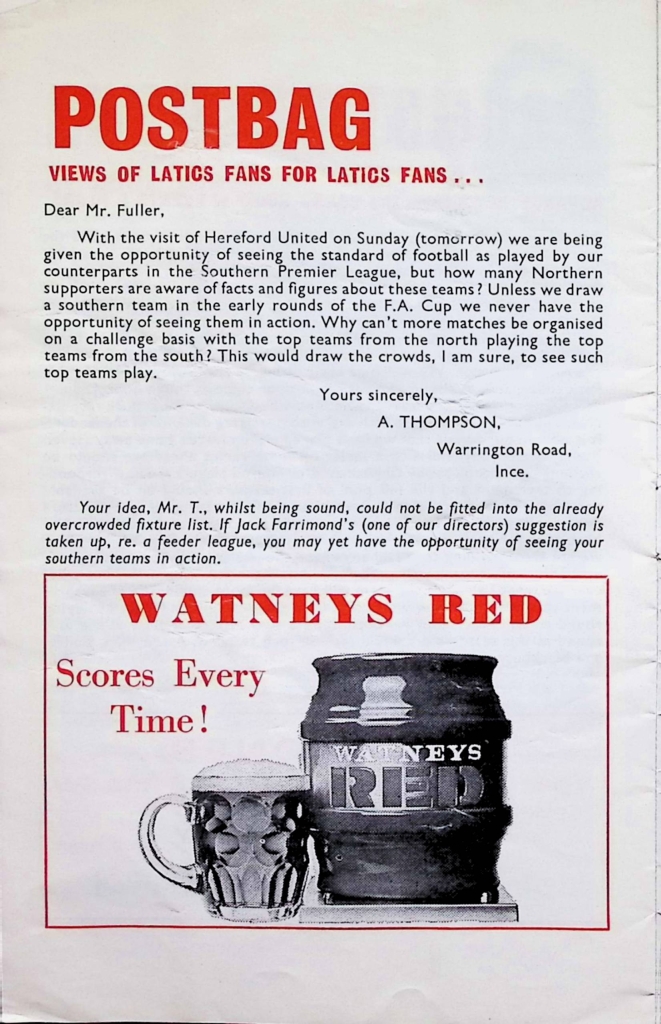 POSTBAG
VIEWS OF LATICS FANS FOR LATICS FANS...
Dear Mr. Fuller,
With the visit of Hereford United on Sunday (tomorrow) we are being
given the opportunity of seeing the standard of football as played by our
counterparts in the Southern Premier League, but how many Northern
supporters are aware of facts and figures about these teams? Unless we draw
a southern team in the early rounds of the F.A. Cup we never have the
opportunity of seeing them in action. Why can't more matches be organised
on a challenge basis with the top teams from the north playing the top
teams from the south? This would draw the crowds, I am sure, to see such
top teams play.
Yours sincerely,
A. THOMPSON,
Warrington Road,
Ince.
Your idea, Mr. T., whilst being sound, could not be fitted into the already
overcrowded fixture list. If Jack Farrimond's (one of our directors) suggestion is
taken up, re. a feeder league, you may yet have the opportunity of seeing your
southern teams in action.
WATNEYS RED
Scores Every
Time!
WATNEYS
RED